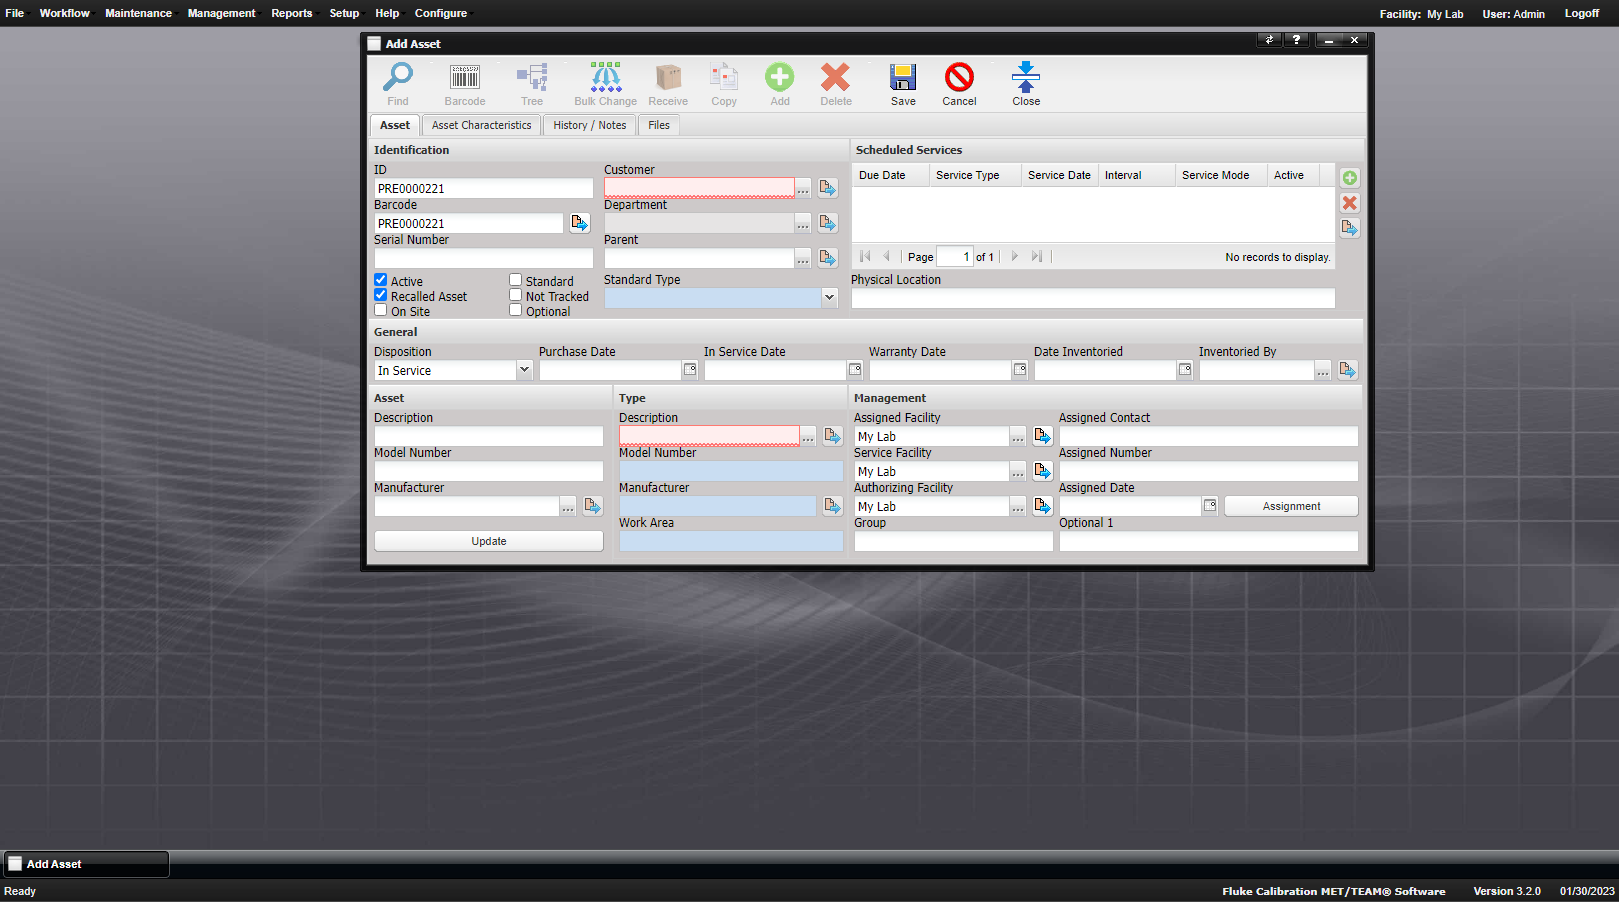 File Workflow Maintenance Management Reports Setup Help Configure Facility: My Lab User: Admin Logoff
Add Asset
Find Barcode Tree Bulk Change Receive Copy Add Delete Save Cancel Close
Asset Asset Characteristics History / Notes Files
Identification
ID Customer
PRE0000221 ...
Barcode Department
PRE0000221 ...
Serial Number Parent
...
Active Standard Standard Type
Recalled Asset Not Tracked
On Site Optional
Scheduled Services
Due Date Service Type Service Date Interval Service Mode Active
Page 1 of 1 No records to display.
Physical Location
General
Disposition Purchase Date In Service Date Warranty Date Date Inventoried Inventoried By
In Service ...
Asset
Description
Model Number
Manufacturer
...
Update
Type
Description
...
Model Number
Manufacturer
Work Area
Management
Assigned Facility Assigned Contact
My Lab ...
Service Facility Assigned Number
My Lab ...
Authorizing Facility Assigned Date
My Lab ... Assignment
Group Optional 1
Add Asset
Ready Fluke Calibration MET/TEAM® Software Version 3.2.0 01/30/2023